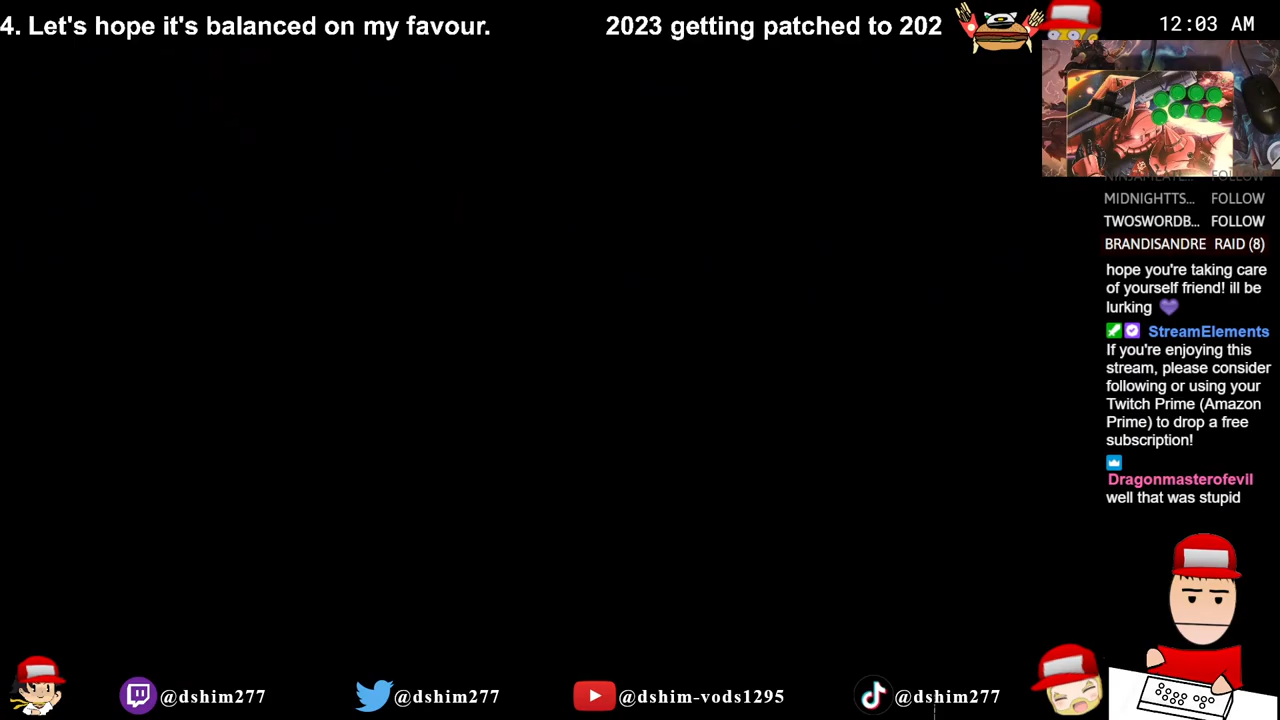 4. Let's hope it's balanced on my favour. 2023 getting patched to 202
12:03 AM
FOLLOW
MIDNIGHTTS... FOLLOW
TWOSWORDB... FOLLOW
BRANDISANDRE RAID (8)
hope you're taking care
of yourself friend! ill be
lurking
StreamElements
If you're enjoying this
stream, please consider
following or using your
Twitch Prime (Amazon
Prime) to drop a free
subscription!
Dragonmasterofevil
well that was stupid
@dshim277 @dshim277 @dshim-vods1295 @dshim277